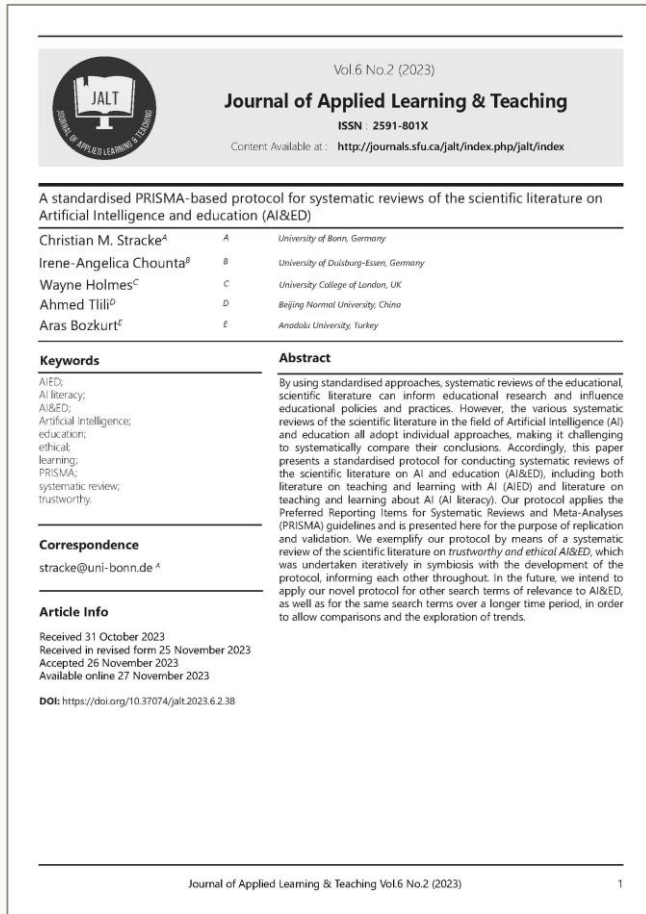 Vol.6 No.2 (2023)
JALT
JOURNAL OF APPLIED LEARNING & TEACHING
Journal of Applied Learning & Teaching
ISSN : 2591-801X
Content Available at : http://journals.sfu.ca/jalt/index.php/jalt/index
A standardised PRISMA-based protocol for systematic reviews of the scientific literature on
Artificial Intelligence and education (AI&ED)
Christian M. Stracke^A A University of Bonn, Germany
Irene-Angelica Chounta^B B University of Duisburg-Essen, Germany
Wayne Holmes^C C University College of London, UK
Ahmed Tlili^D D Beijing Normal University, China
Aras Bozkurt^E E Anadolu University, Turkey
Keywords
AIED;
AI literacy;
AI&ED;
Artificial Intelligence;
education;
ethical;
learning;
PRISMA;
systematic review;
trustworthy.
Correspondence
stracke@uni-bonn.de ^A
Article Info
Received 31 October 2023
Received in revised form 25 November 2023
Accepted 26 November 2023
Available online 27 November 2023
DOI: https://doi.org/10.37074/jalt.2023.6.2.38
Abstract
By using standardised approaches, systematic reviews of the educational,
scientific literature can inform educational research and influence
educational policies and practices. However, the various systematic
reviews of the scientific literature in the field of Artificial Intelligence (AI)
and education all adopt individual approaches, making it challenging
to systematically compare their conclusions. Accordingly, this paper
presents a standardised protocol for conducting systematic reviews of
the scientific literature on AI and education (AI&ED), including both
literature on teaching and learning with AI (AIED) and literature on
teaching and learning about AI (AI literacy). Our protocol applies the
Preferred Reporting Items for Systematic Reviews and Meta-Analyses
(PRISMA) guidelines and is presented here for the purpose of replication
and validation. We exemplify our protocol by means of a systematic
review of the scientific literature on trustworthy and ethical AI&ED, which
was undertaken iteratively in symbiosis with the development of the
protocol, informing each other throughout. In the future, we intend to
apply our novel protocol for other search terms of relevance to AI&ED,
as well as for the same search terms over a longer time period, in order
to allow comparisons and the exploration of trends.
Journal of Applied Learning & Teaching Vol.6 No.2 (2023) 1